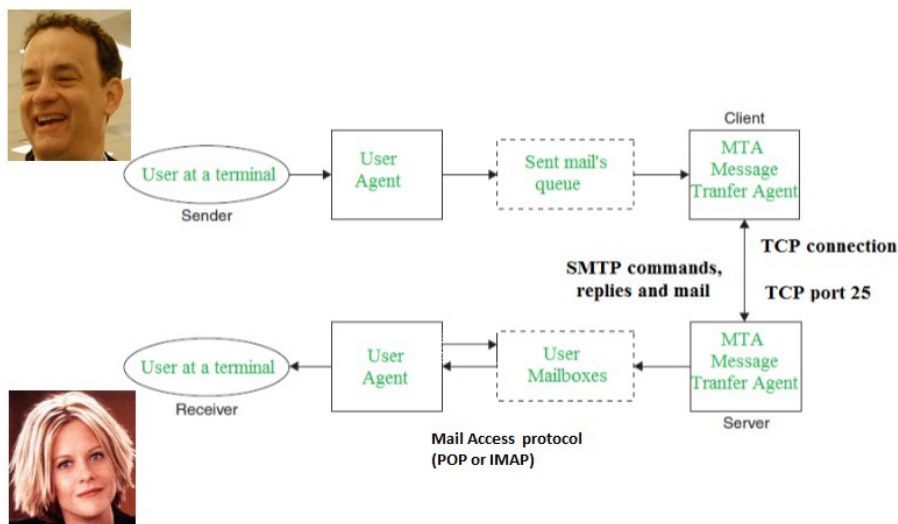 Client
User at a terminal
Sender
User
Agent
Sent mail's
queue
MTA
Message
Tranfer Agent
SMTP commands,
replies and mail
TCP connection
TCP port 25
User at a terminal
Receiver
User
Agent
User
Mailboxes
MTA
Message
Tranfer Agent
Server
Mail Access protocol
(POP or IMAP)